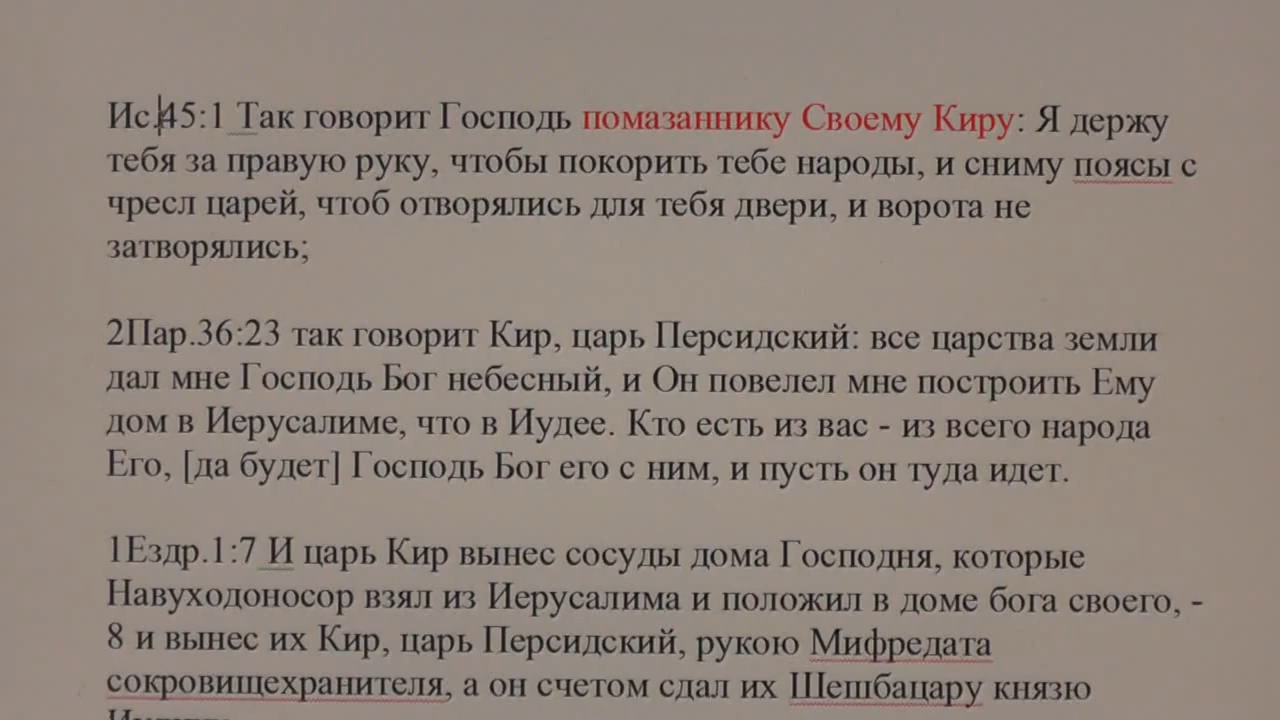 Ис.45:1 Так говорит Господь помазаннику Своему Киру: Я держу
тебя за правую руку, чтобы покорить тебе народы, и сниму поясы с
чресл царей, чтоб отворялись для тебя двери, и ворота не
затворялись;
2Пар.36:23 так говорит Кир, царь Персидский: все царства земли
дал мне Господь Бог небесный, и Он повелел мне построить Ему
дом в Иерусалиме, что в Иудее. Кто есть из вас - из всего народа
Его, [да будет] Господь Бог его с ним, и пусть он туда идет.
1Ездр.1:7 И царь Кир вынес сосуды дома Господня, которые
Навуходоносор взял из Иерусалима и положил в доме бога своего, -
8 и вынес их Кир, царь Персидский, рукою Мифредата
сокровищехранителя, а он счетом сдал их Шешбацару князю